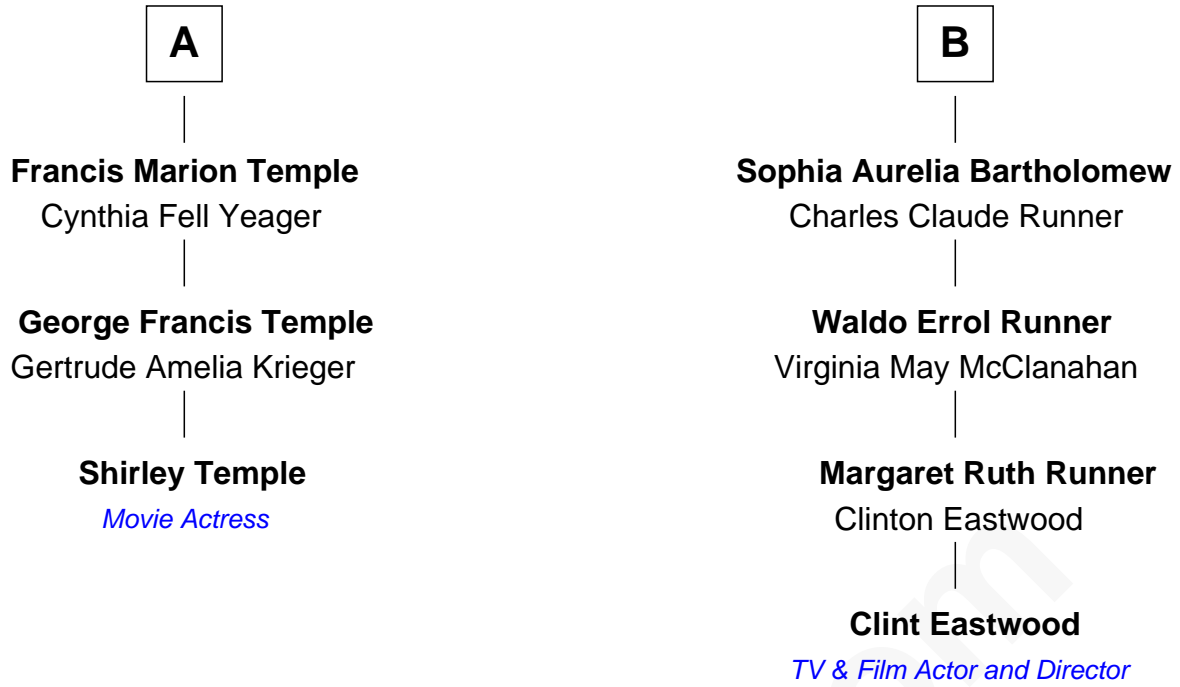 A
Francis Marion Temple
Cynthia Fell Yeager
George Francis Temple
Gertrude Amelia Krieger
Shirley Temple
Movie Actress
B
Sophia Aurelia Bartholomew
Charles Claude Runner
Waldo Errol Runner
Virginia May McClanahan
Margaret Ruth Runner
Clinton Eastwood
Clint Eastwood
TV & Film Actor and Director